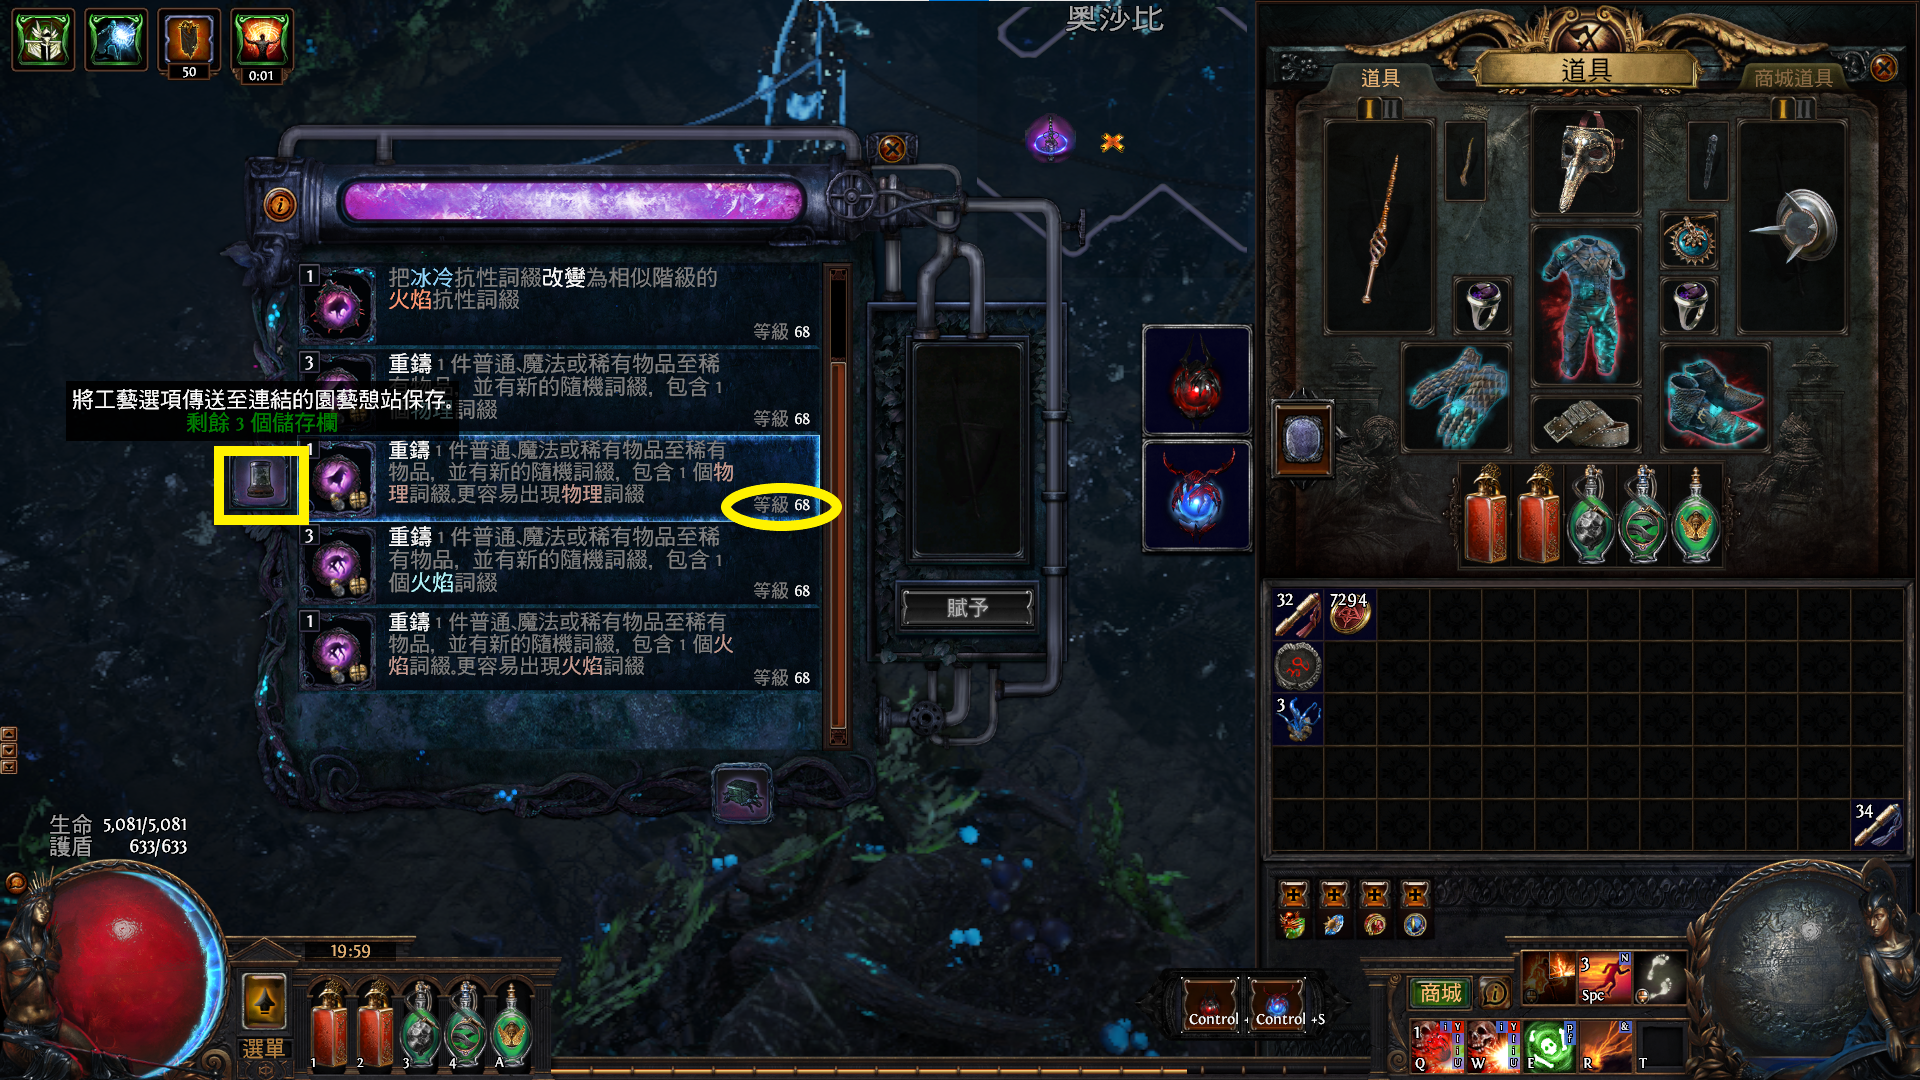 奧沙比
道具
道具
商城道具
I II
I II
50
0:01
1
把冰冷抗性詞綴改變為相似階級的
火焰抗性詞綴
等級 68
3
重鑄 1 件普通、魔法或稀有物品至稀
有物品, 並有新的隨機詞綴, 包含 1
個物理詞綴
等級 68
將工藝選項傳送至連結的園藝憩站保存。
剩餘 3 個儲存欄
1
重鑄 1 件普通、魔法或稀有物品至稀有
物品, 並有新的隨機詞綴, 包含 1 個物
理詞綴。更容易出現物理詞綴
等級 68
3
重鑄 1 件普通、魔法或稀有物品至稀
有物品, 並有新的隨機詞綴, 包含 1
個火焰詞綴
等級 68
1
重鑄 1 件普通、魔法或稀有物品至稀有
物品, 並有新的隨機詞綴, 包含 1 個火
焰詞綴。更容易出現火焰詞綴
等級 68
賦予
32
7294
3
34
生命 5,081/5,081
護盾 633/633
19:59
選單
1 2 3 4 A
Control +
Control +S
商城
3
N
Spc
1
Q
W
E
R
T